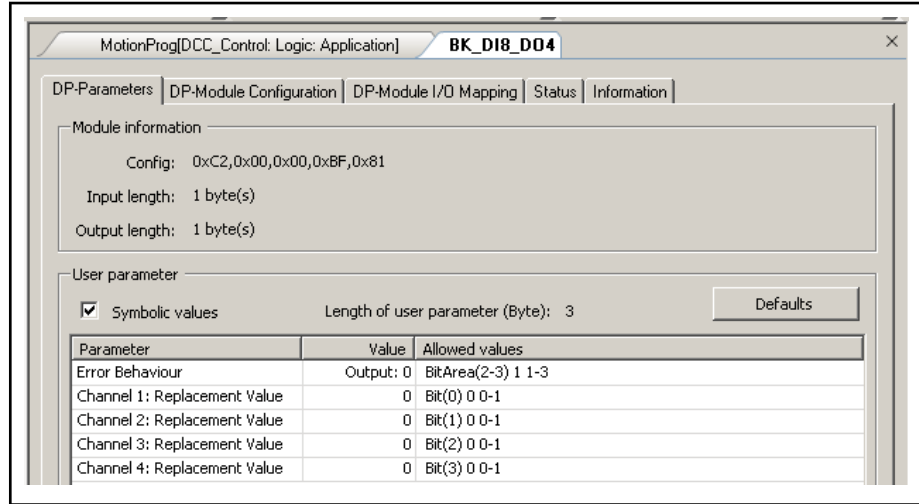 MotionProg[DCC_Control: Logic: Application] BK_DI8_DO4
DP-Parameters DP-Module Configuration DP-Module I/O Mapping Status Information
Module information
Config: 0xC2,0x00,0x00,0xBF,0x81
Input length: 1 byte(s)
Output length: 1 byte(s)
User parameter
Symbolic values Length of user parameter (Byte): 3 Defaults
Parameter Value Allowed values
Error Behaviour Output: 0 BitArea(2-3) 1 1-3
Channel 1: Replacement Value 0 Bit(0) 0 0-1
Channel 2: Replacement Value 0 Bit(1) 0 0-1
Channel 3: Replacement Value 0 Bit(2) 0 0-1
Channel 4: Replacement Value 0 Bit(3) 0 0-1